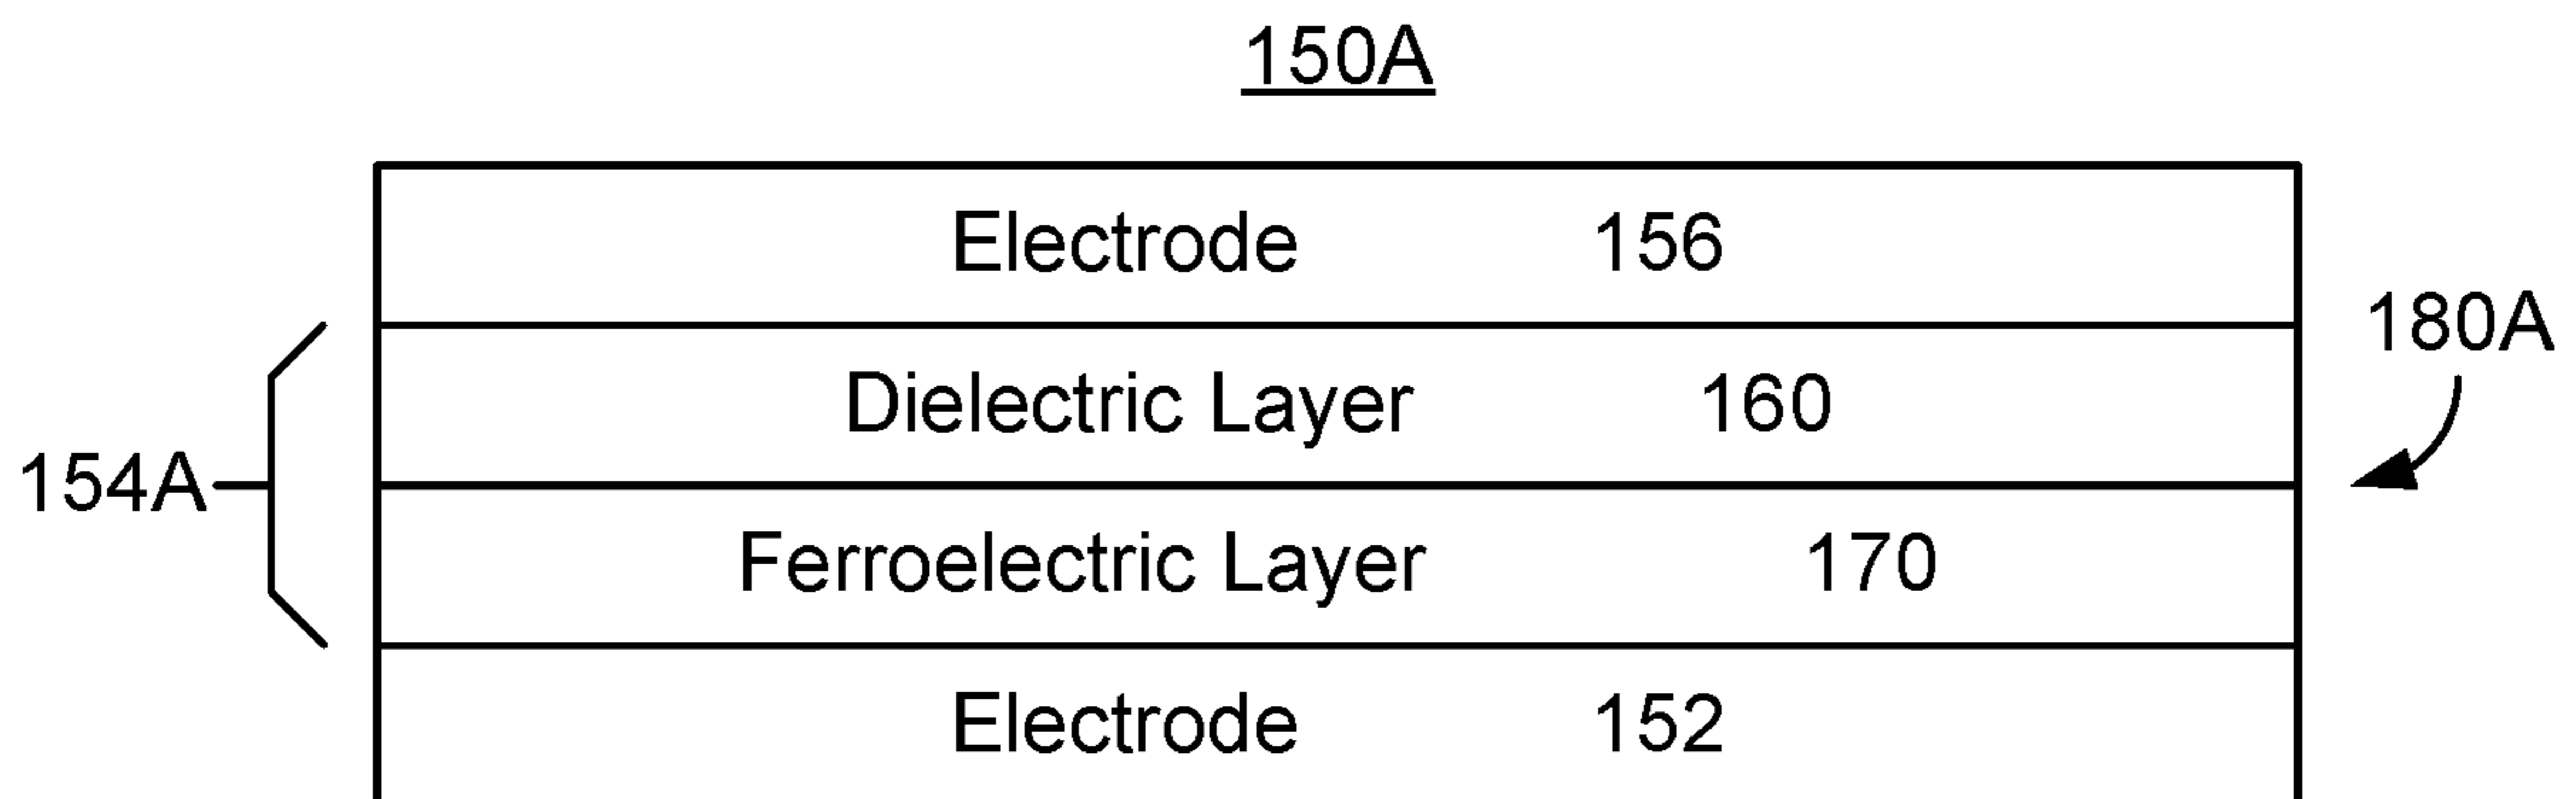 150A
Electrode 156
180A
Dielectric Layer 160
154A
Ferroelectric Layer 170
Electrode 152